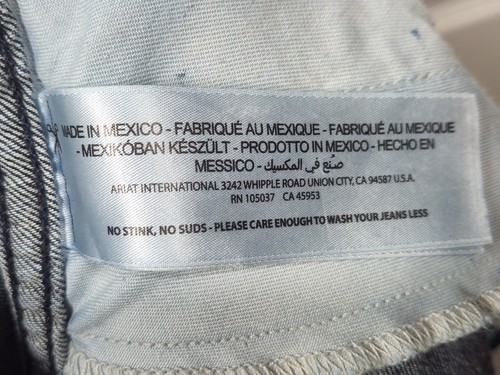 MADE IN MEXICO - FABRIQUÉ AU MEXIQUE - FABRIQUÉ AU MEXIQUE
- MEXIKÓBAN KÉSZÜLT - PRODOTTO IN MEXICO - HECHO EN
MESSICO - صُنع في المكسيك
ARIAT INTERNATIONAL 3242 WHIPPLE ROAD UNION CITY, CA 94587 U.S.A.
RN 105037 CA 45953
NO STINK, NO SUDS - PLEASE CARE ENOUGH TO WASH YOUR JEANS LESS